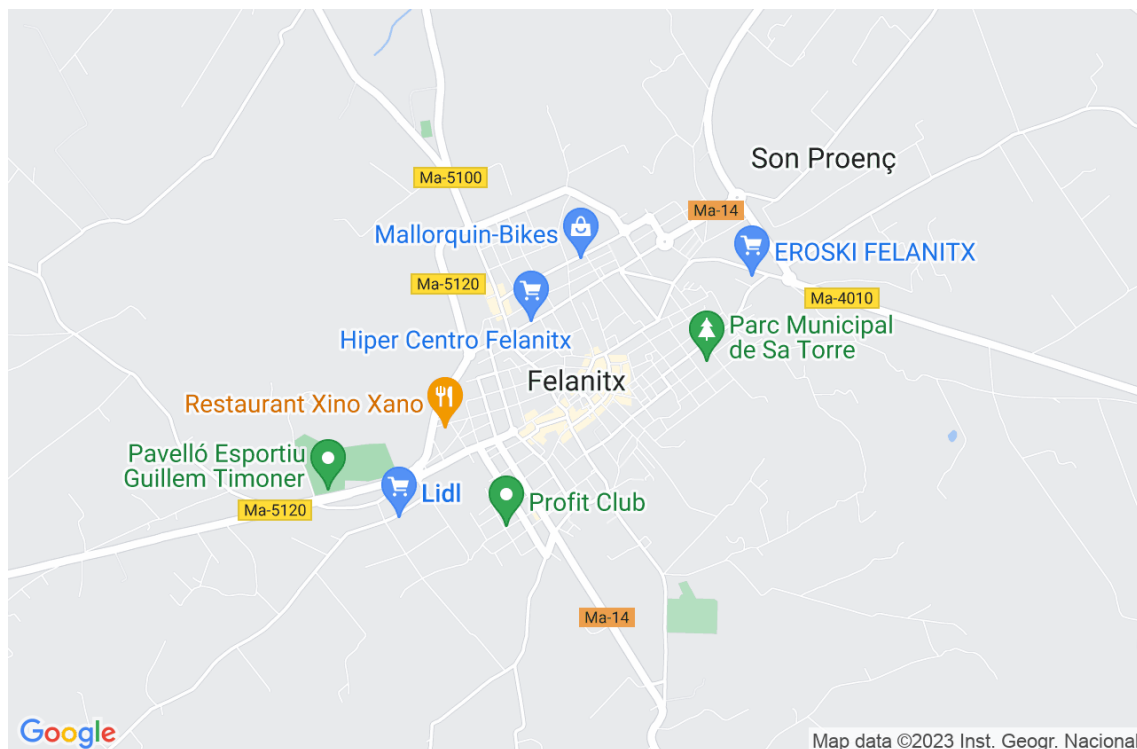 Son Proenç
Ma-5100
Ma-14
Mallorquin-Bikes
EROSKI FELANITX
Ma-5120
Ma-4010
Hiper Centro Felanitx
Parc Municipal
de Sa Torre
Felanitx
Restaurant Xino Xano
Pavelló Esportiu
Guillem Timoner
Lidl
Profit Club
Ma-5120
Ma-14
Google
Map data ©2023 Inst. Geogr. Nacional